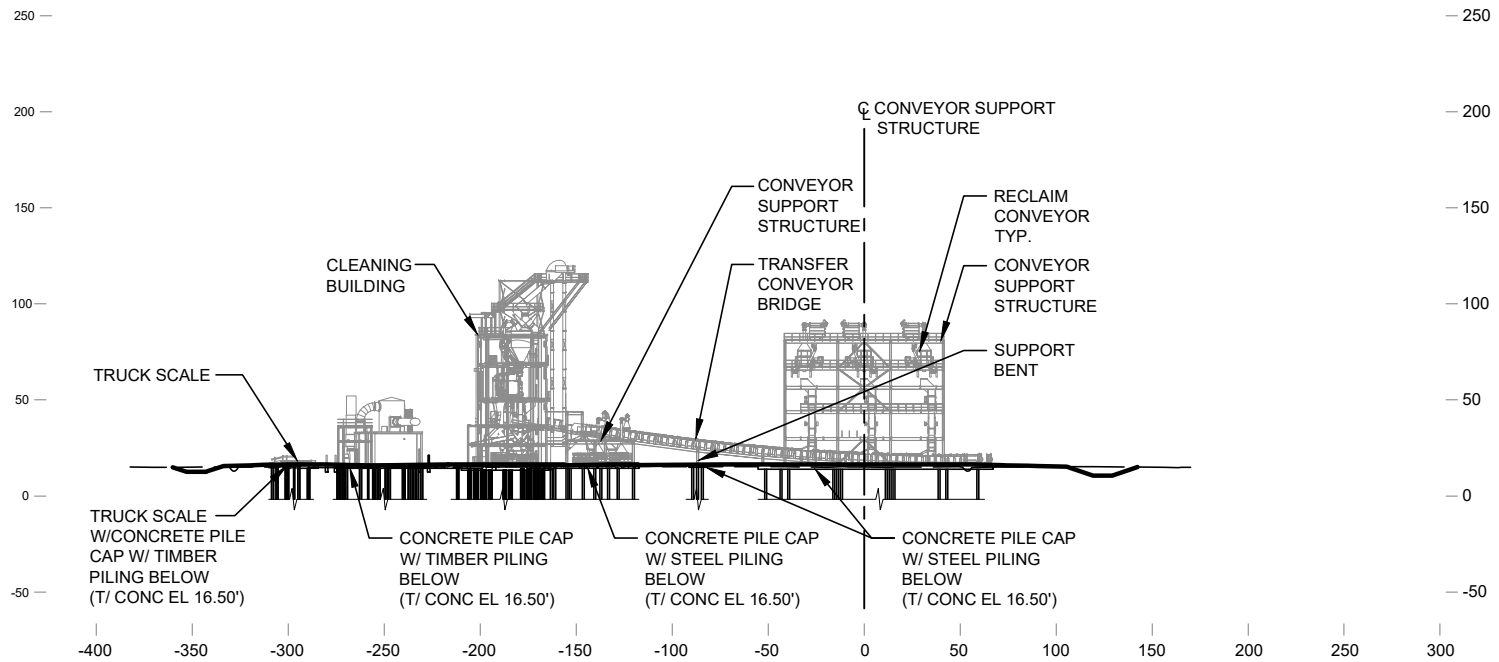 250
250
200
200
℄ CONVEYOR SUPPORT
STRUCTURE
CONVEYOR
SUPPORT
STRUCTURE
RECLAIM
CONVEYOR
TYP.
150
150
CLEANING
BUILDING
TRANSFER
CONVEYOR
BRIDGE
CONVEYOR
SUPPORT
STRUCTURE
100
100
SUPPORT
BENT
TRUCK SCALE
50
50
0
0
TRUCK SCALE
W/CONCRETE PILE
CAP W/ TIMBER
PILING BELOW
(T/ CONC EL 16.50')
CONCRETE PILE CAP
W/ TIMBER PILING
BELOW
(T/ CONC EL 16.50')
CONCRETE PILE CAP
W/ STEEL PILING
BELOW
(T/ CONC EL 16.50')
CONCRETE PILE CAP
W/ STEEL PILING
BELOW
(T/ CONC EL 16.50')
-50
-50
-400 -350 -300 -250 -200 -150 -100 -50 0 50 100 150 200 250 300